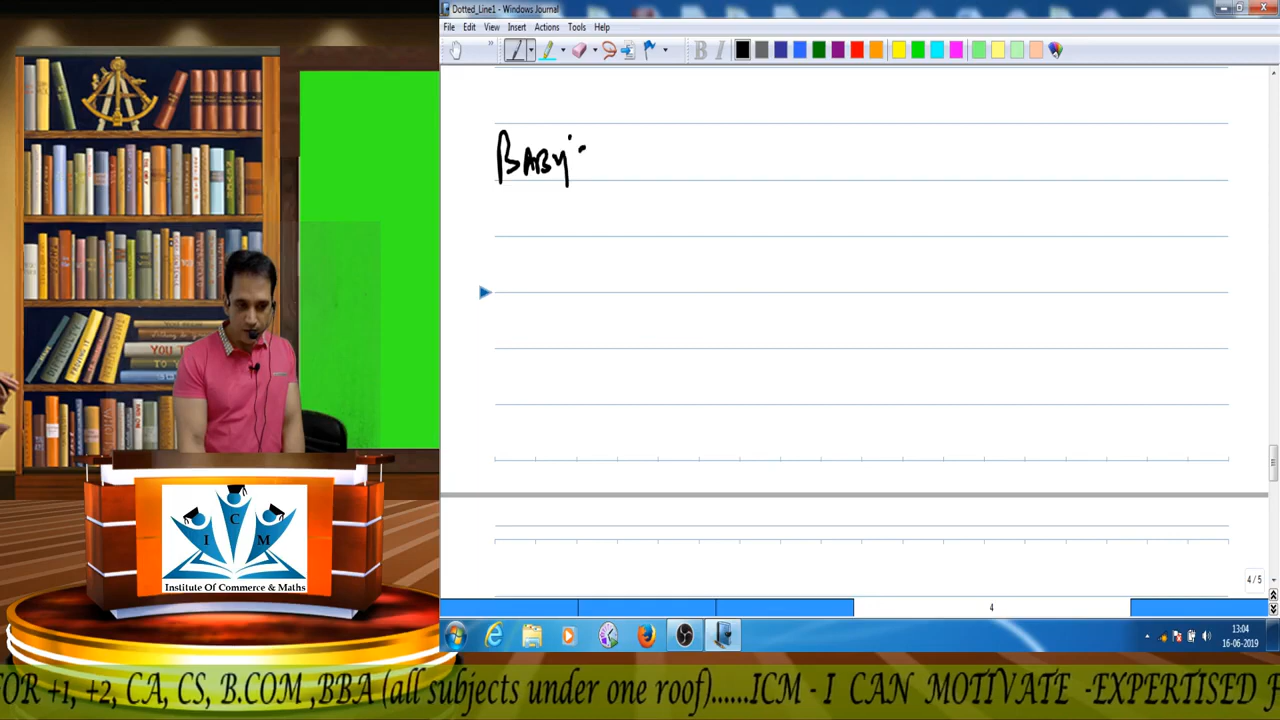 Dotted_Line1 - Windows Journal
File Edit View Insert Actions Tools Help
B I
BABY
I C M
Institute Of Commerce & Maths
4/5
4
13:04
16-06-2019
FOR +1, +2, CA, CS, B.COM ,BBA (all subjects under one roof)......ICM - I CAN MOTIVATE -EXPERTISED F